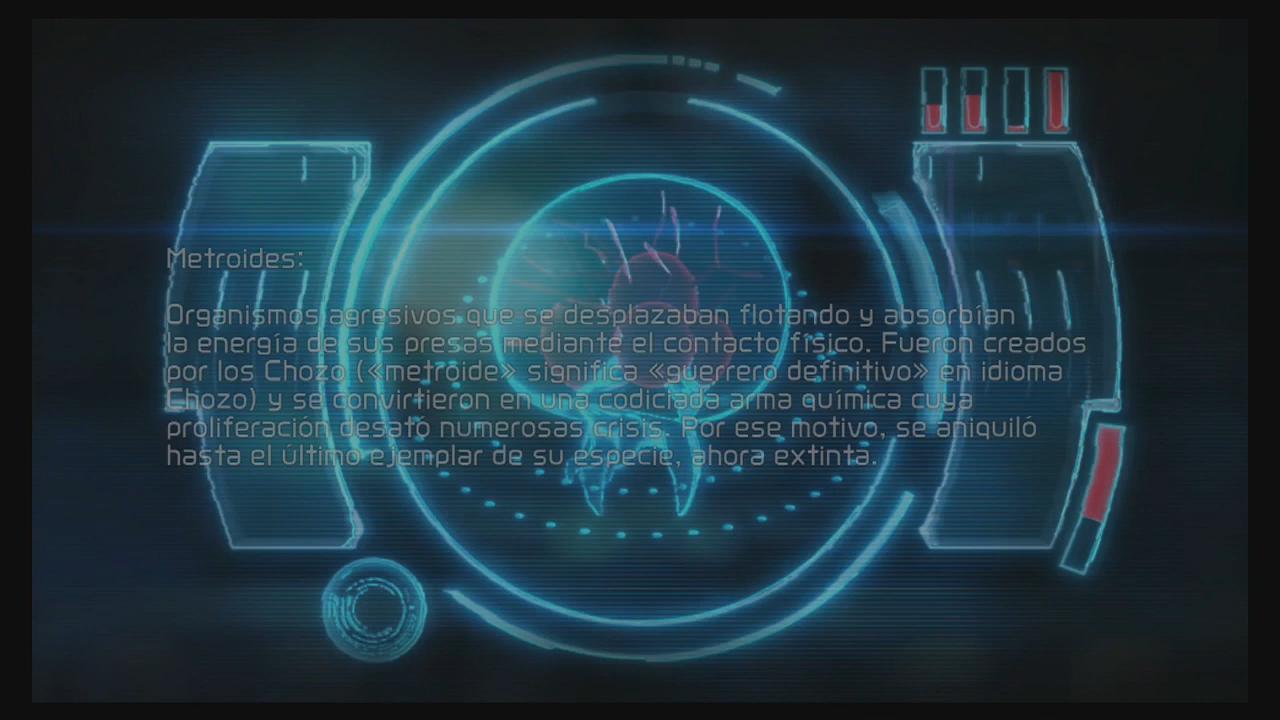 Metroides:
Organismos agresivos que se desplazaban flotando y absorbían
la energía de sus presas mediante el contacto físico. Fueron creados
por los Chozo («metroide» significa «guerrero definitivo» en idioma
Chozo) y se convirtieron en una codiciada arma química cuya
proliferación desató numerosas crisis. Por ese motivo, se aniquiló
hasta el último ejemplar de su especie, ahora extinta.